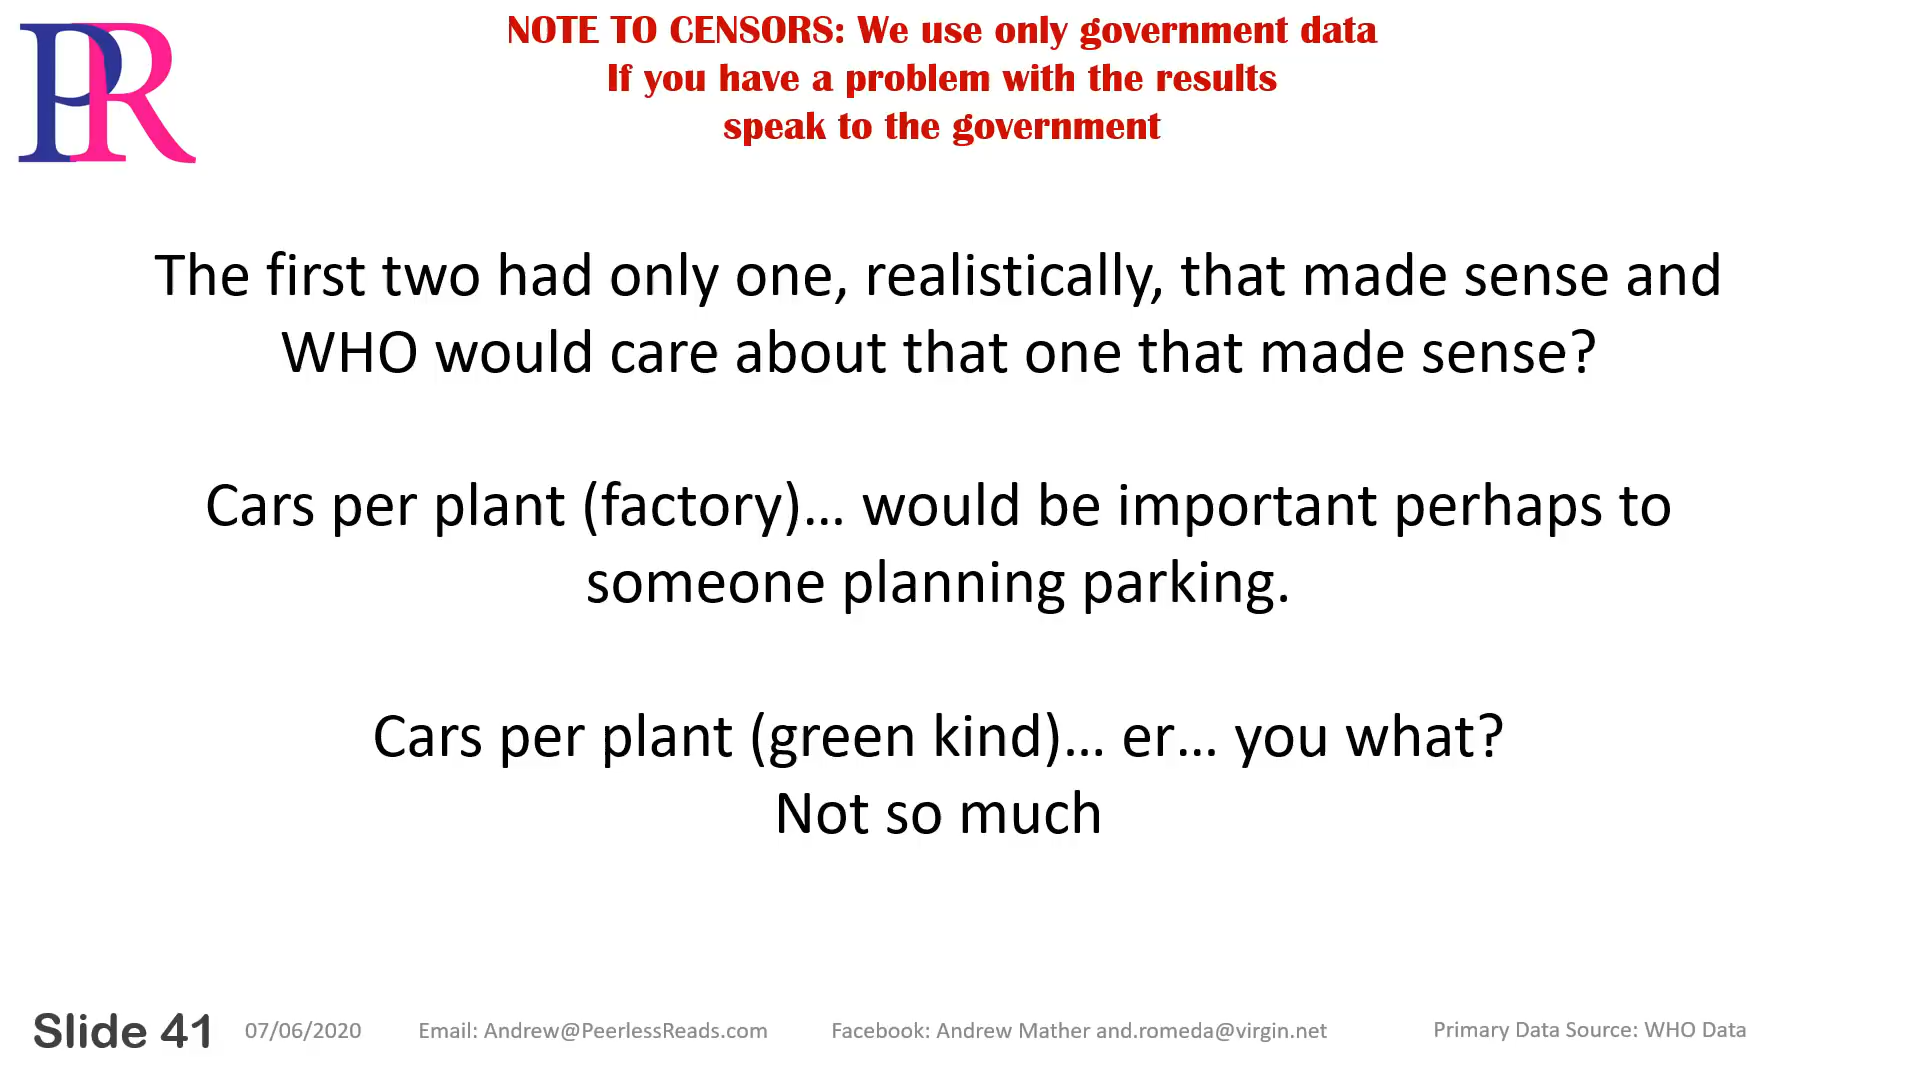 PR
NOTE TO CENSORS: We use only government data
If you have a problem with the results
speak to the government
The first two had only one, realistically, that made sense and
WHO would care about that one that made sense?
Cars per plant (factory)… would be important perhaps to
someone planning parking.
Cars per plant (green kind)… er… you what?
Not so much
Slide 41 07/06/2020 Email: Andrew@PeerlessReads.com Facebook: Andrew Mather and.romeda@virgin.net Primary Data Source: WHO Data